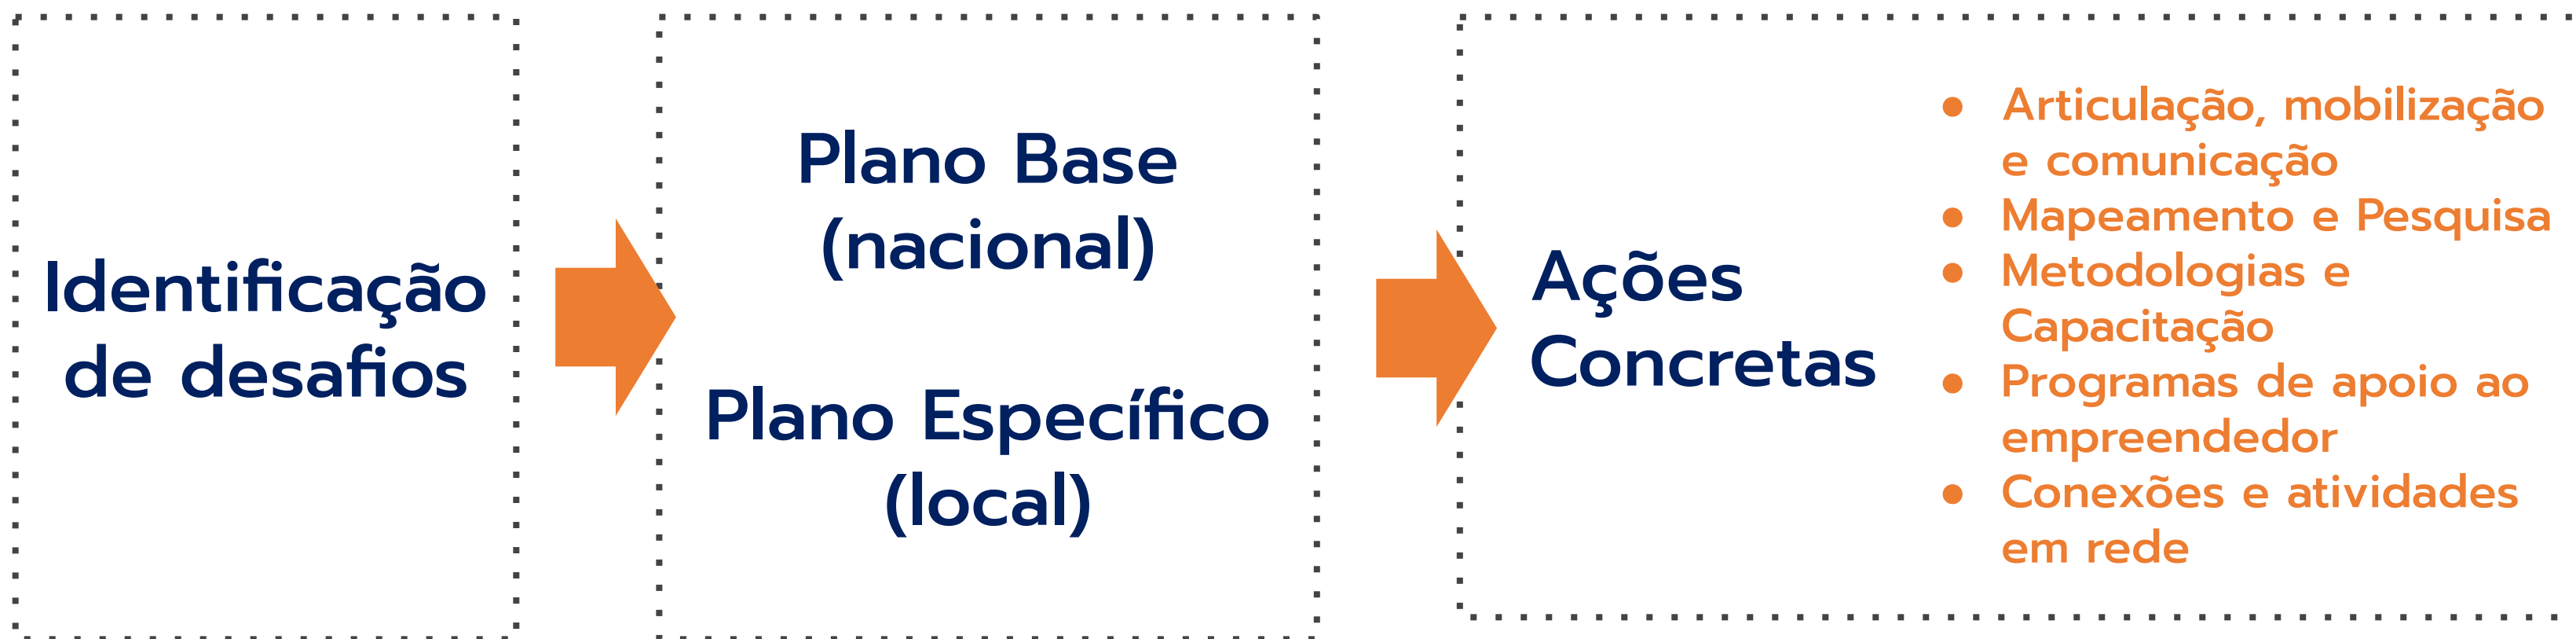 Identificação
de desafios
Plano Base
(nacional)
Plano Específico
(local)
Ações
Concretas
● Articulação, mobilização
e comunicação
● Mapeamento e Pesquisa
● Metodologias e
Capacitação
● Programas de apoio ao
empreendedor
● Conexões e atividades
em rede